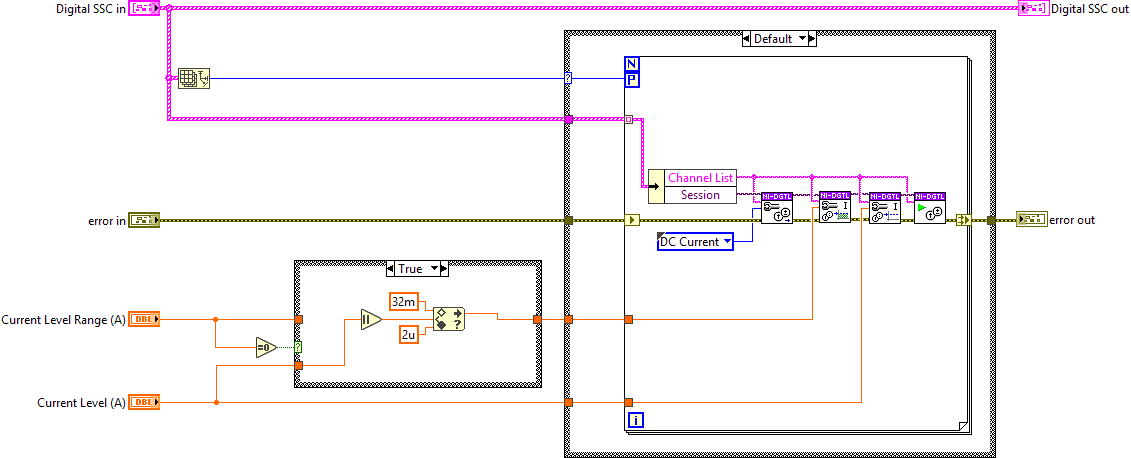 Digital SSC in
Digital SSC out
Default
N
P
?
Channel List
Session
NI-DGTL
NI-DGTL
NI-DGTL
NI-DGTL
I
I
error in
error out
DC Current
True
32m
2u
?
Current Level Range (A)
DBL
=0
?
Current Level (A)
DBL
i